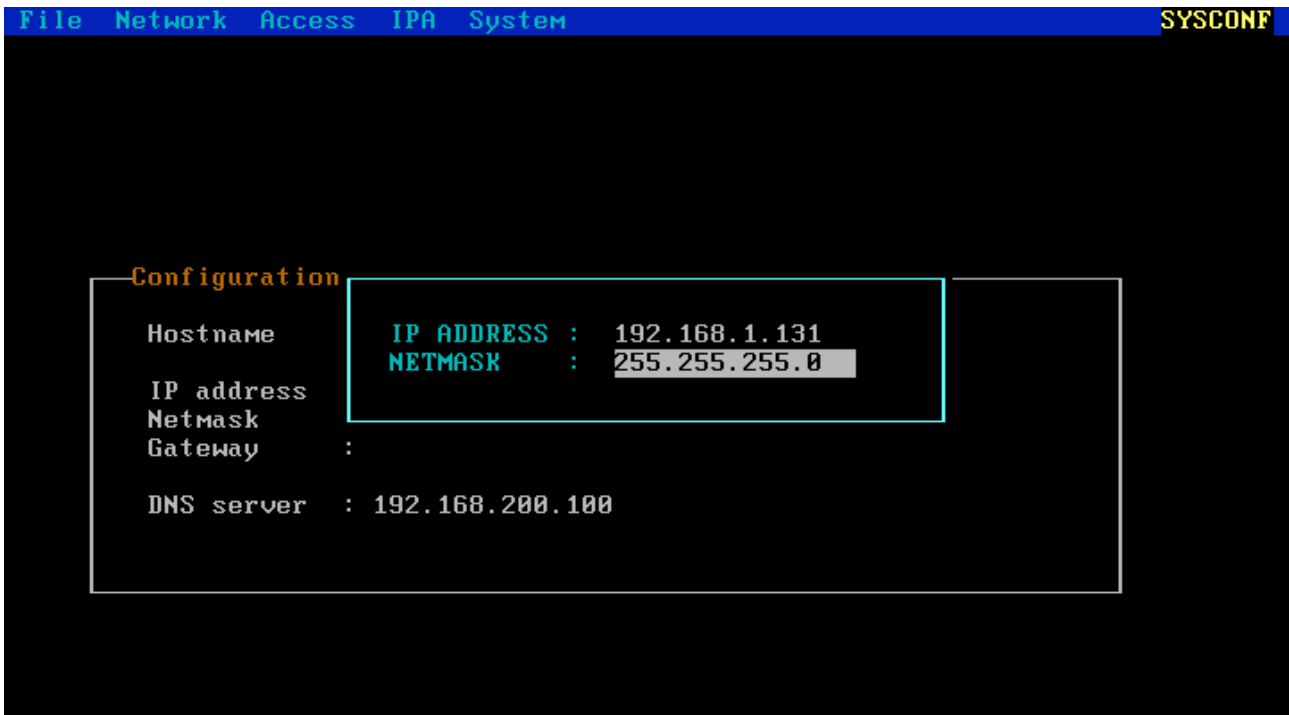 File Network Access IPA System SYSCONF
Configuration
Hostname
IP ADDRESS : 192.168.1.131
NETMASK : 255.255.255.0
IP address
Netmask
Gateway :
DNS server : 192.168.200.100